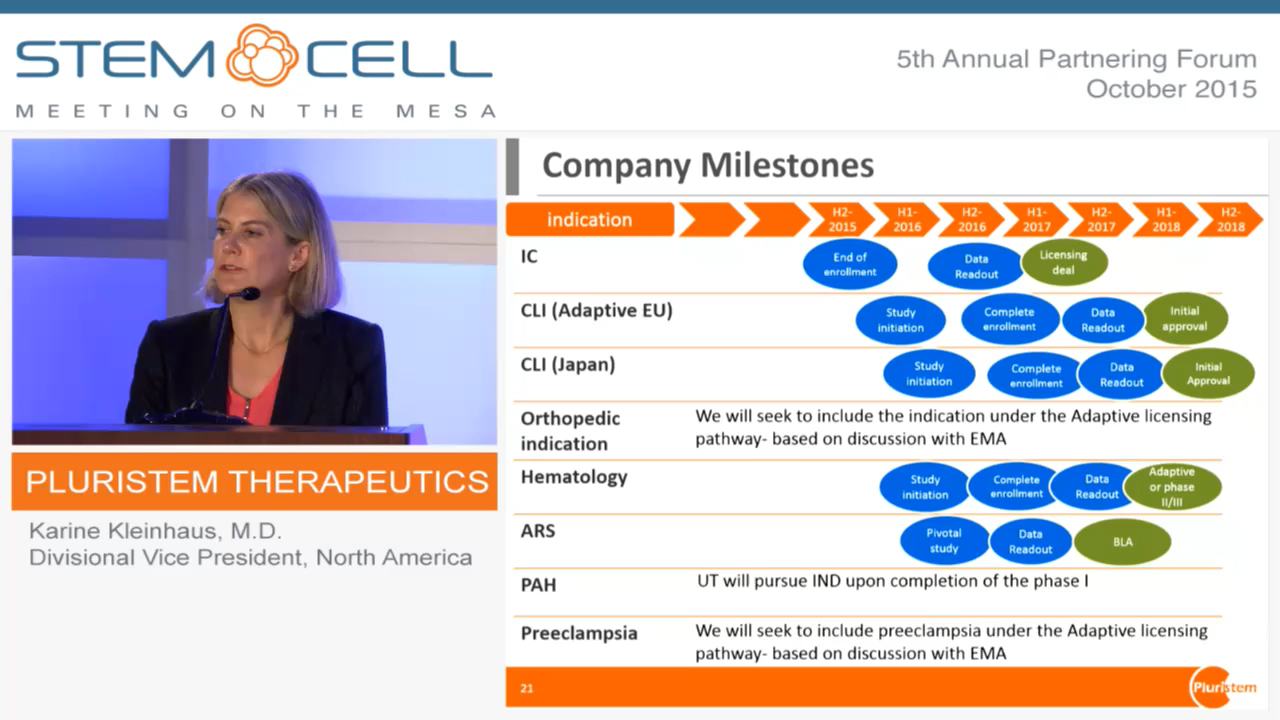 STEM CELL
MEETING ON THE MESA
5th Annual Partnering Forum
October 2015
PLURISTEM THERAPEUTICS
Karine Kleinhaus, M.D.
Divisional Vice President, North America
Company Milestones
indication
H2-
2015
H1-
2016
H2-
2016
H1-
2017
H2-
2017
H1-
2018
H2-
2018
IC
End of
enrollment
Data
Readout
Licensing
deal
CLI (Adaptive EU)
Study
initiation
Complete
enrollment
Data
Readout
Initial
approval
CLI (Japan)
Study
initiation
Complete
enrollment
Data
Readout
Initial
Approval
Orthopedic
indication
We will seek to include the indication under the Adaptive licensing
pathway- based on discussion with EMA
Hematology
Study
initiation
Complete
enrollment
Data
Readout
Adaptive
or phase
II/III
ARS
Pivotal
study
Data
Readout
BLA
PAH
UT will pursue IND upon completion of the phase I
Preeclampsia
We will seek to include preeclampsia under the Adaptive licensing
pathway- based on discussion with EMA
21
Pluristem